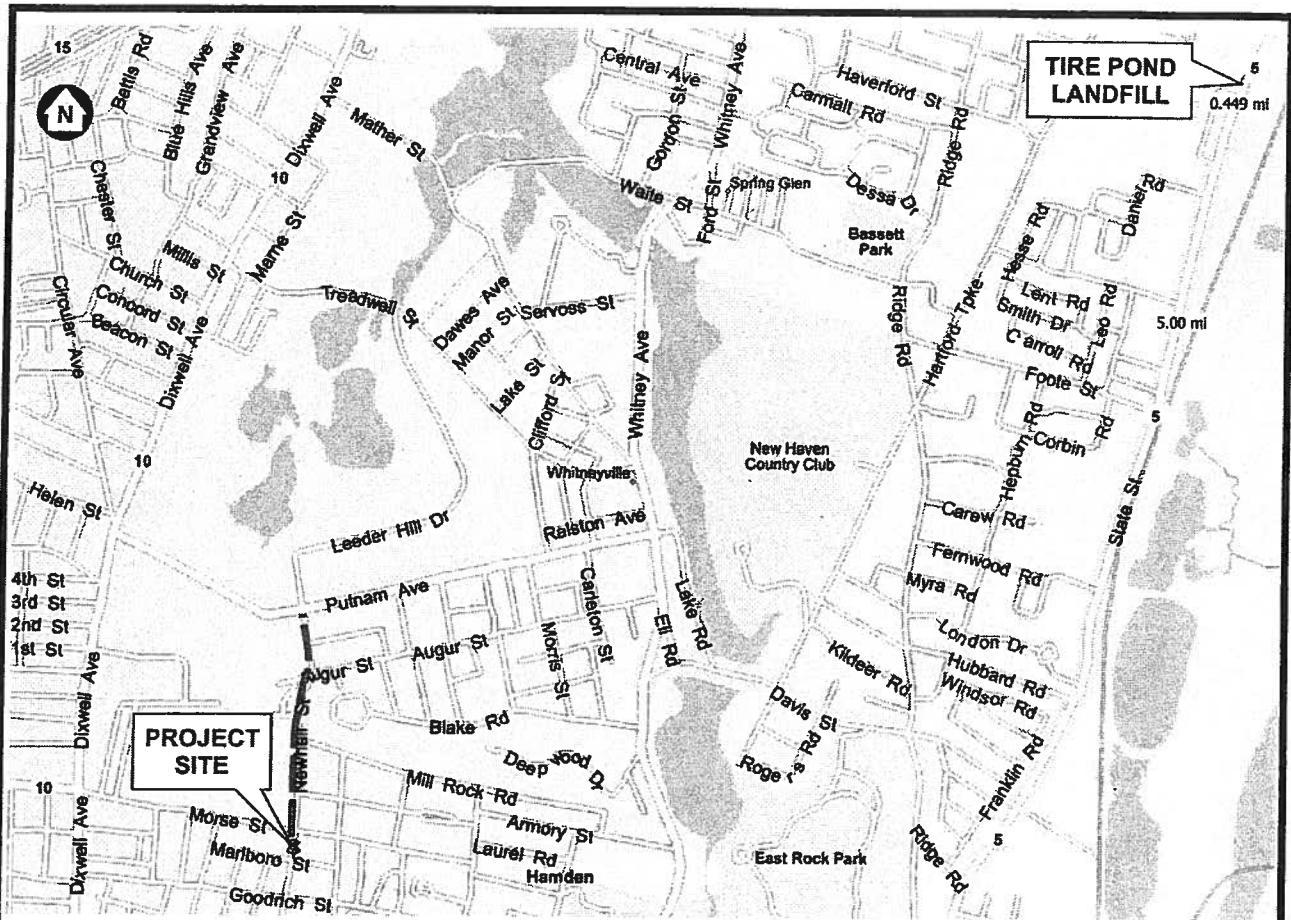 15
Bettis Rd
Blue Hills Ave
Grandview Ave
Dixwell Ave
Mather St
Central Ave
Gorgon St
Whitney Ave
Haverford St
Carmalt Rd
Ridge Rd
TIRE POND
LANDFILL
5
0.449 mi
N
10
Chester St
Waite St
Ford St
Spring Glen
Dessa Dr
Bassett
Park
Hesse Rd
Daniel Rd
Mills St
Marne St
Church St
Concord St
Beacon St
Circular Ave
Dixwell Ave
Treadwell St
Dawes Ave
Manor St
Servoss St
Lake St
Clifford St
Whitney Ave
Ridge Rd
Hartford Tpke
Lent Rd
Smith Dr
Carroll Rd
Leo Rd
Foote St
5.00 mi
5
10
Helen St
Whitneyville
New Haven
Country Club
Hepburn Rd
Corbin Rd
State St
Leeder Hill Dr
Ralston Ave
Carew Rd
Fernwood Rd
Myra Rd
4th St
3rd St
2nd St
1st St
Putnam Ave
Carleton St
Lake Rd
Eli Rd
Augur St
Augur St
Morris St
London Dr
Hubbard Rd
Windsor Rd
Kildeer Rd
Dixwell Ave
PROJECT
SITE
Newhall St
Blake Rd
Deepwood Dr
Davis St
Rogers Rd
Franklin Rd
10
Mill Rock Rd
Morse St
Marlboro St
Armory St
Laurel Rd
Hamden
East Rock Park
Ridge Rd
5
Dixwell Ave
Goodrich St